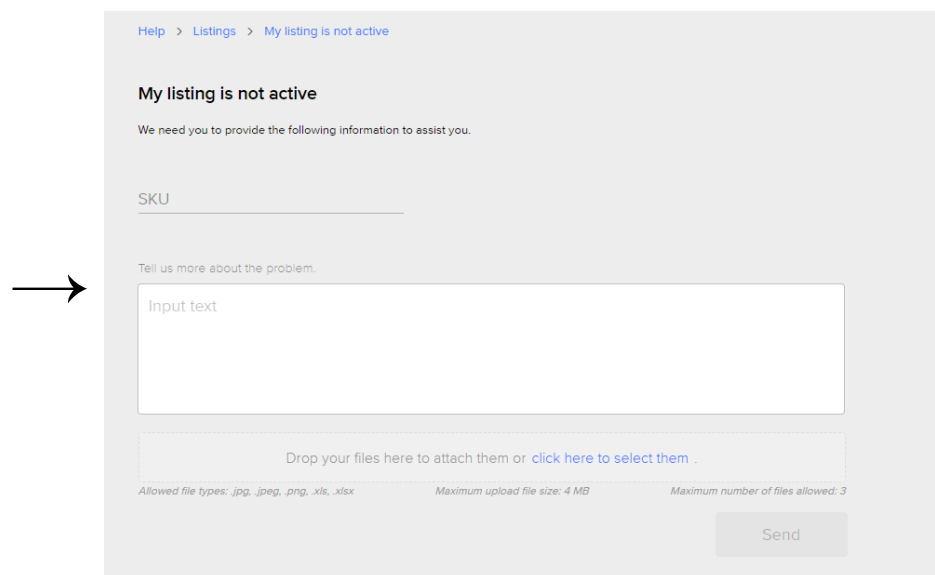 Help > Listings > My listing is not active
My listing is not active
We need you to provide the following information to assist you.
SKU
Tell us more about the problem.
Input text
Drop your files here to attach them or click here to select them .
Allowed file types: .jpg, .jpeg, .png, .xls, .xlsx Maximum upload file size: 4 MB Maximum number of files allowed: 3
Send